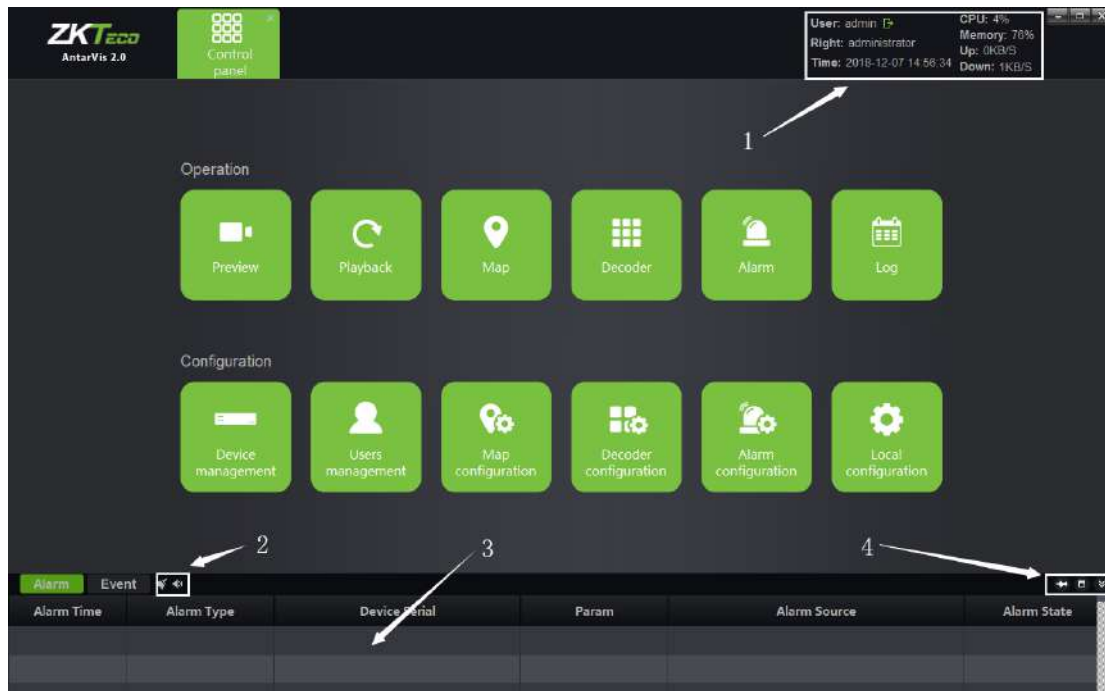 ZKTeco
AntarVis 2.0
Control
panel
User: admin
Right: administrator
Time: 2018-12-07 14:56:34
CPU: 4%
Memory: 76%
Up: 0KB/S
Down: 1KB/S
1
Operation
Preview
Playback
Map
Decoder
Alarm
Log
Configuration
Device
management
Users
management
Map
configuration
Decoder
configuration
Alarm
configuration
Local
configuration
2
3
4
Alarm
Event
Alarm Time
Alarm Type
Device Serial
Param
Alarm Source
Alarm State